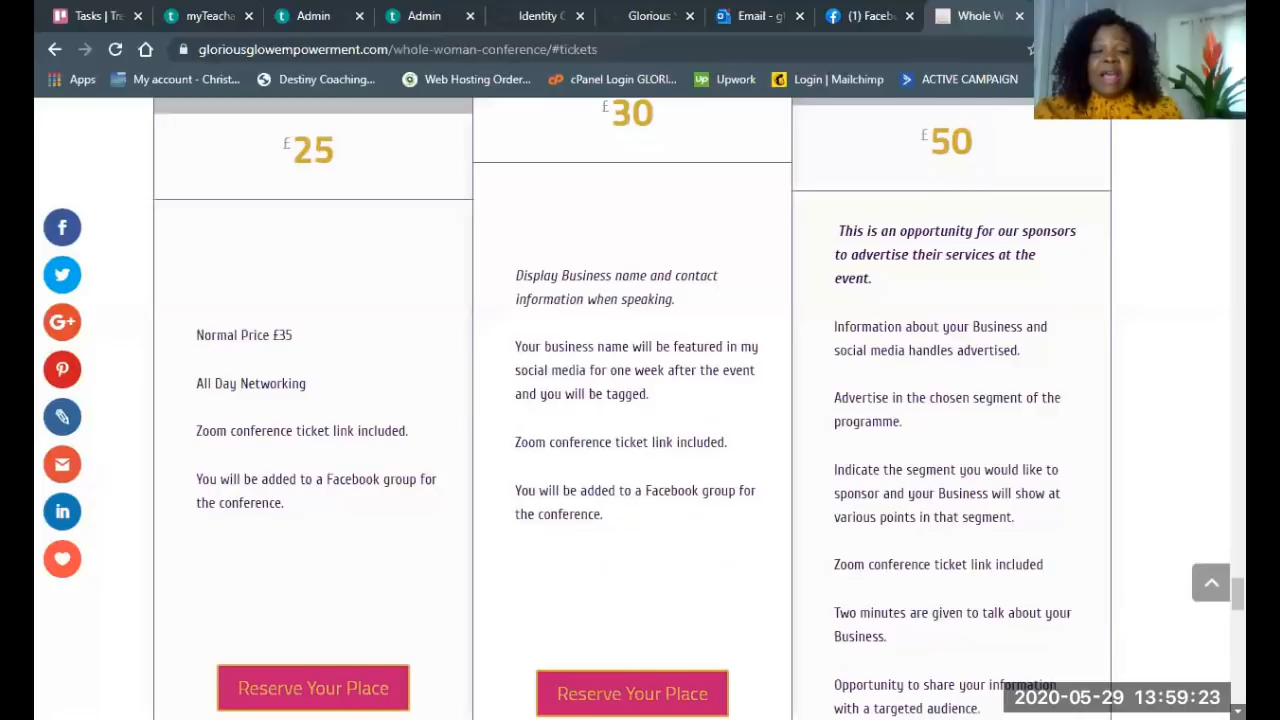 Tasks | Tr
myTeacha
Admin
Admin
Identity C
Glorious
Email - g
(1) Faceb
Whole W
gloriousglowempowerment.com/whole-woman-conference/#tickets
Apps
My account - Christ...
Destiny Coaching...
Web Hosting Order...
cPanel Login GLORI...
Upwork
Login | Mailchimp
ACTIVE CAMPAIGN
£25
Normal Price £35
All Day Networking
Zoom conference ticket link included.
You will be added to a Facebook group for
the conference.
Reserve Your Place
£30
Display Business name and contact
information when speaking.
Your business name will be featured in my
social media for one week after the event
and you will be tagged.
Zoom conference ticket link included.
You will be added to a Facebook group for
the conference.
Reserve Your Place
£50
This is an opportunity for our sponsors
to advertise their services at the
event.
Information about your Business and
social media handles advertised.
Advertise in the chosen segment of the
programme.
Indicate the segment you would like to
sponsor and your Business will show at
various points in that segment.
Zoom conference ticket link included
Two minutes are given to talk about your
Business.
Opportunity to share your information
with a targeted audience.
2020-05-29 13:59:23